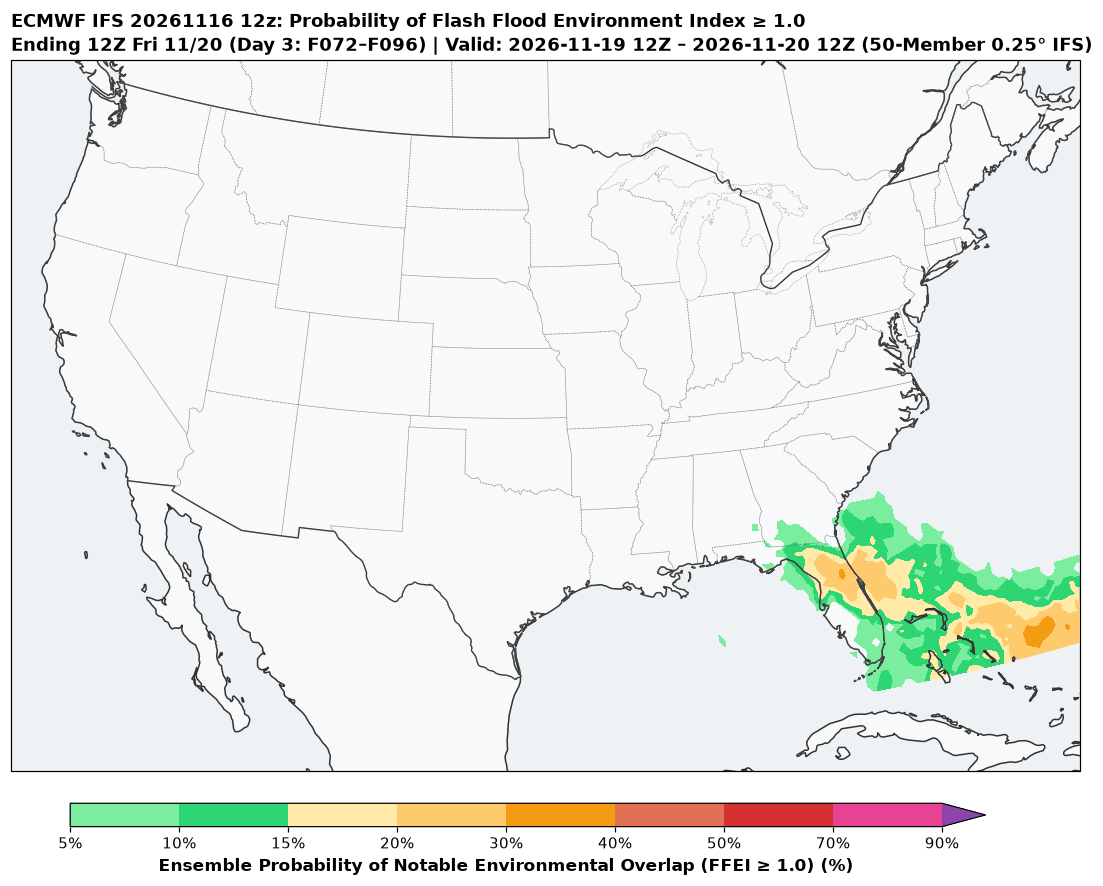 ECMWF IFS 20261116 12z: Probability of Flash Flood Environment Index ≥ 1.0
Ending 12Z Fri 11/20 (Day 3: F072–F096) | Valid: 2026-11-19 12Z – 2026-11-20 12Z (50-Member 0.25° IFS)
5% 10% 15% 20% 30% 40% 50% 70% 90%
Ensemble Probability of Notable Environmental Overlap (FFEI ≥ 1.0) (%)